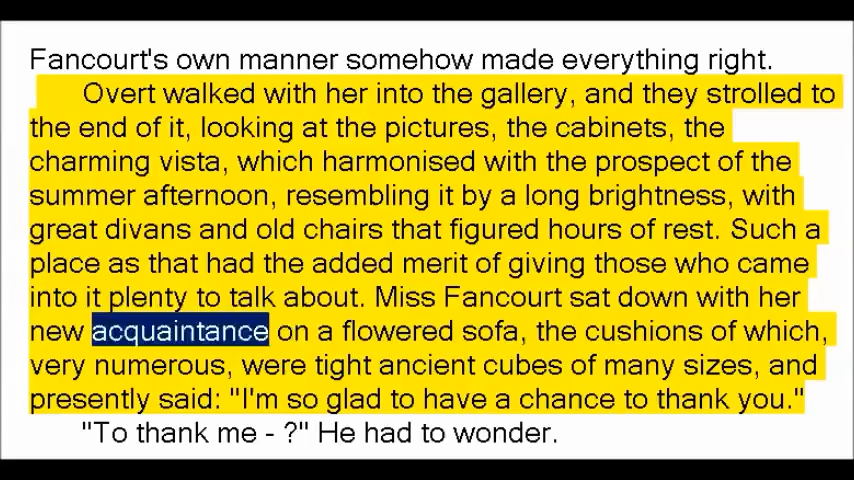 Fancourt's own manner somehow made everything right.
Overt walked with her into the gallery, and they strolled to
the end of it, looking at the pictures, the cabinets, the
charming vista, which harmonised with the prospect of the
summer afternoon, resembling it by a long brightness, with
great divans and old chairs that figured hours of rest. Such a
place as that had the added merit of giving those who came
into it plenty to talk about. Miss Fancourt sat down with her
new acquaintance on a flowered sofa, the cushions of which,
very numerous, were tight ancient cubes of many sizes, and
presently said: "I'm so glad to have a chance to thank you."
"To thank me - ?" He had to wonder.